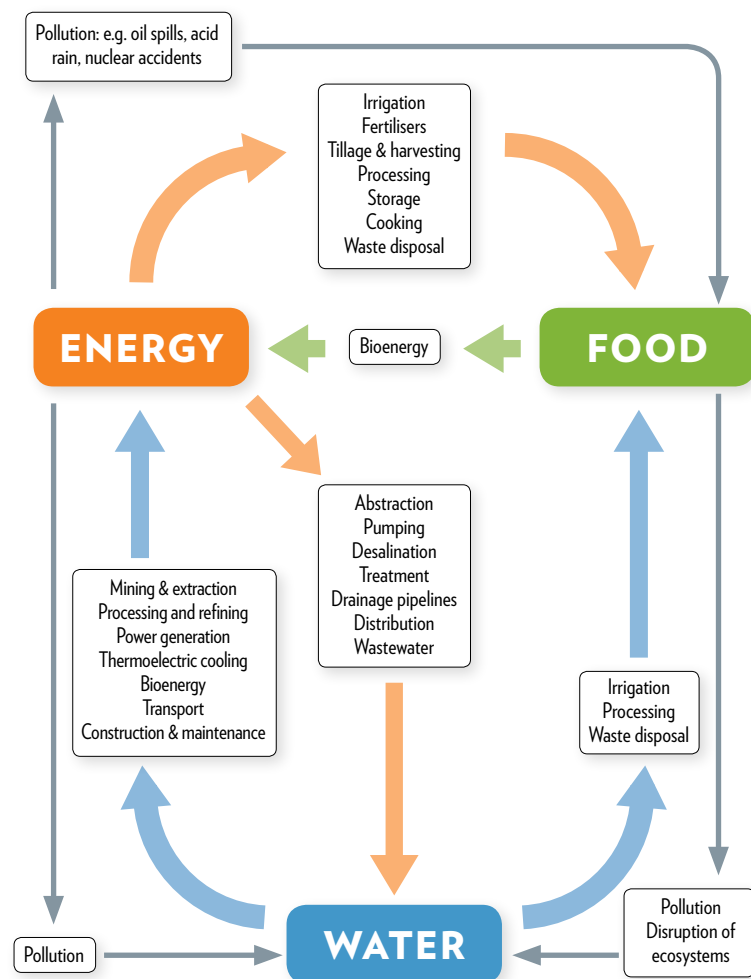 Pollution: e.g. oil spills, acid
rain, nuclear accidents
Irrigation
Fertilisers
Tillage & harvesting
Processing
Storage
Cooking
Waste disposal
ENERGY
Bioenergy
FOOD
Abstraction
Pumping
Desalination
Treatment
Drainage pipelines
Distribution
Wastewater
Mining & extraction
Processing and refining
Power generation
Thermoelectric cooling
Bioenergy
Transport
Construction & maintenance
Irrigation
Processing
Waste disposal
Pollution
WATER
Pollution
Disruption of
ecosystems